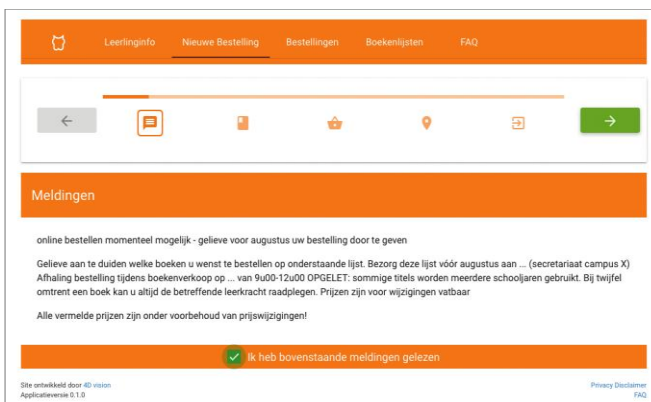 Leerlinginfo Nieuwe Bestelling Bestellingen Boekenlijsten FAQ
Meldingen
online bestellen momenteel mogelijk - gelieve voor augustus uw bestelling door te geven
Gelieve aan te duiden welke boeken u wenst te bestellen op onderstaande lijst. Bezorg deze lijst vóór augustus aan ... (secretariaat campus X)
Afhaling bestelling tijdens boekenverkoop op ... van 9u00-12u00 OPGELET: sommige titels worden meerdere schooljaren gebruikt. Bij twijfel
omtrent een boek kan u altijd de betreffende leerkracht raadplegen. Prijzen zijn voor wijzigingen vatbaar
Alle vermelde prijzen zijn onder voorbehoud van prijswijzigingen!
Ik heb bovenstaande meldingen gelezen
Site ontwikkeld door 4D vision Privacy Disclaimer
Applicatieversie 0.1.0 FAQ